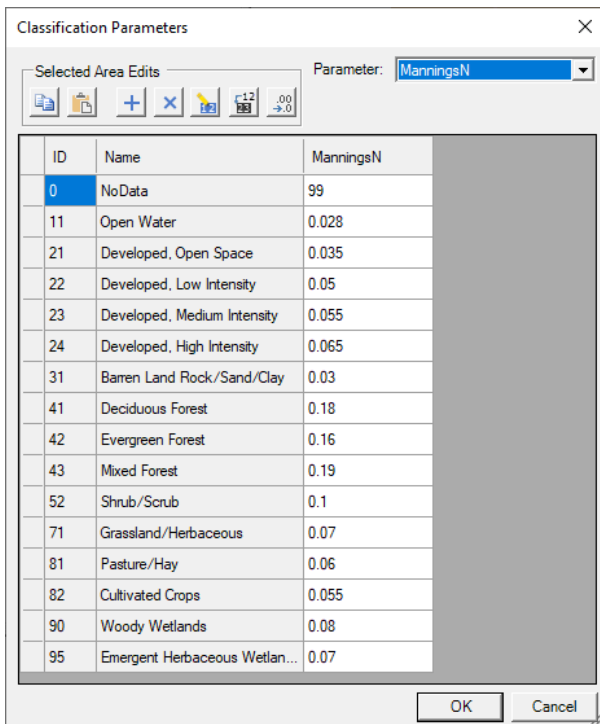 Classification Parameters
Selected Area Edits
Parameter: ManningsN
ID Name ManningsN
0 NoData 99
11 Open Water 0.028
21 Developed, Open Space 0.035
22 Developed, Low Intensity 0.05
23 Developed, Medium Intensity 0.055
24 Developed, High Intensity 0.065
31 Barren Land Rock/Sand/Clay 0.03
41 Deciduous Forest 0.18
42 Evergreen Forest 0.16
43 Mixed Forest 0.19
52 Shrub/Scrub 0.1
71 Grassland/Herbaceous 0.07
81 Pasture/Hay 0.06
82 Cultivated Crops 0.055
90 Woody Wetlands 0.08
95 Emergent Herbaceous Wetlan... 0.07
OK Cancel